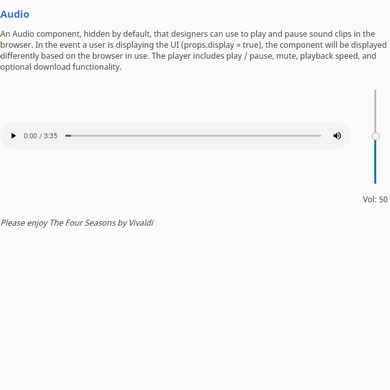 Audio
An Audio component, hidden by default, that designers can use to play and pause sound clips in the
browser. In the event a user is displaying the UI (props.display = true), the component will be displayed
differently based on the browser in use. The player includes play / pause, mute, playback speed, and
optional download functionality.
0:00 / 3:35
Vol: 50
Please enjoy The Four Seasons by Vivaldi